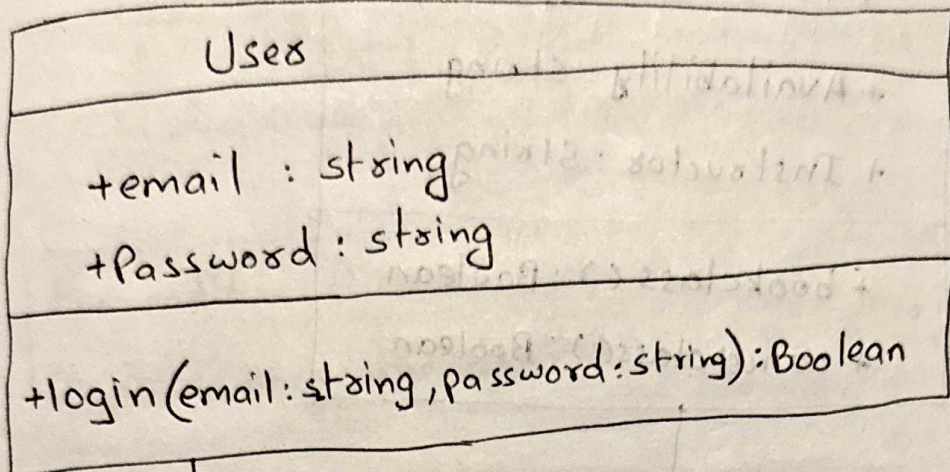 User
+email : string
+Password : string
+login(email:string, password:string):Boolean